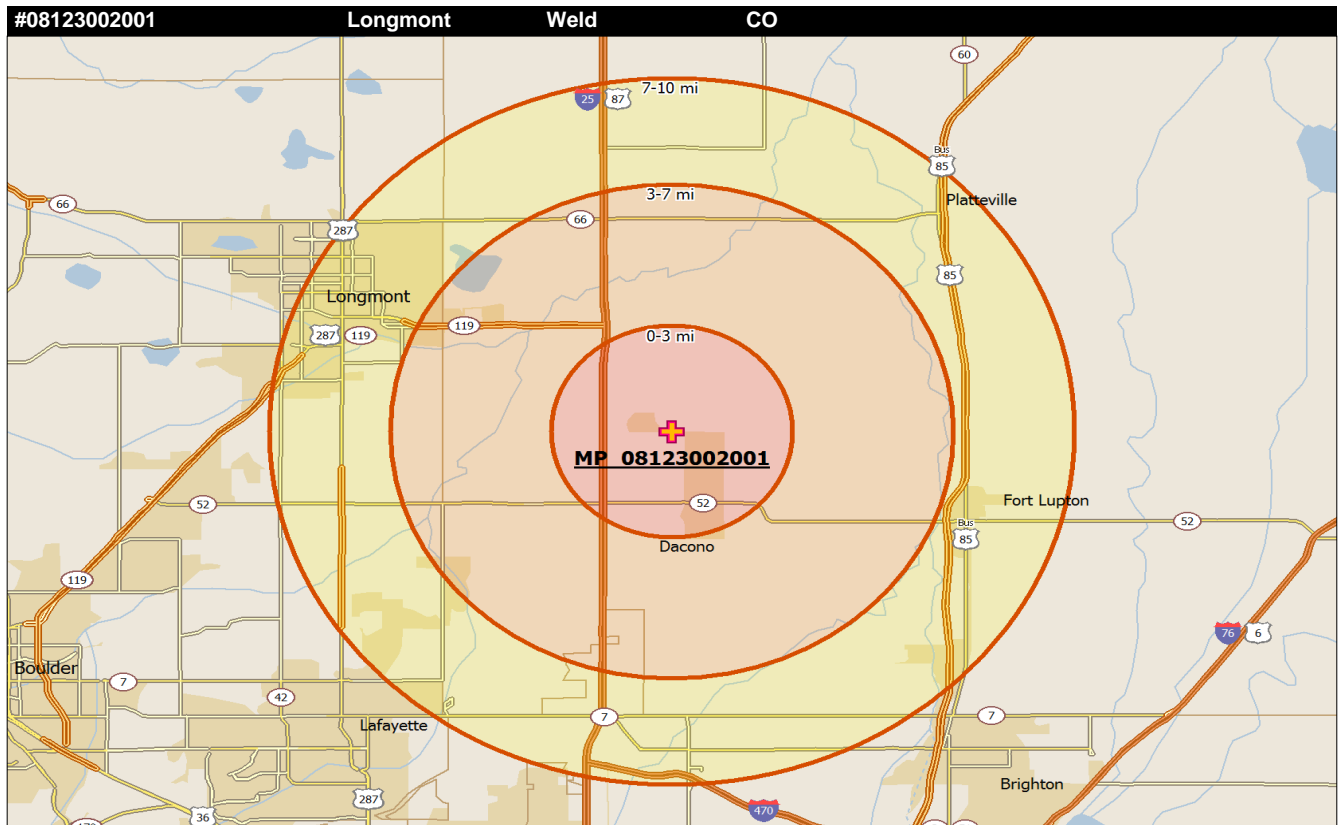 #08123002001 Longmont Weld CO
60
7-10 mi
25 87
Bus
85
3-7 mi
Platteville
66
66
287
85
Longmont
119
287 119
0-3 mi
MP 08123002001
52
52
Fort Lupton
52
Bus
85
Dacono
119
76 6
Boulder
7
42
7
7
Lafayette
Brighton
287
470
36